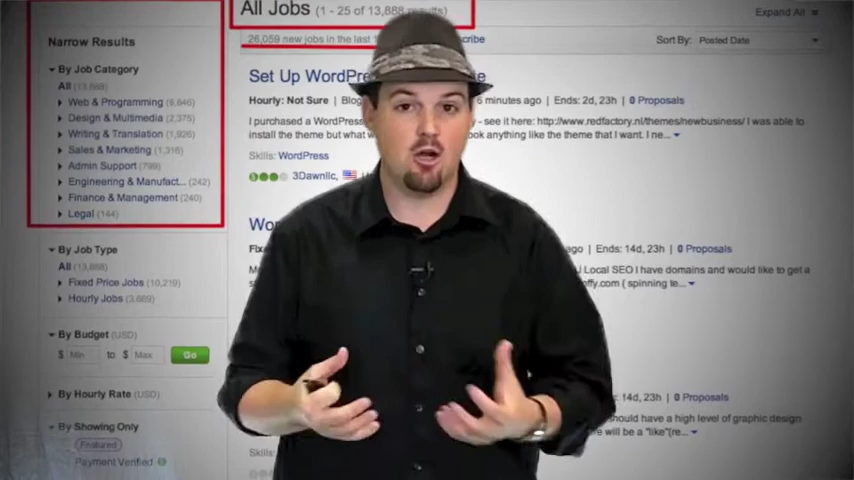 All Jobs (1 - 25 of 13,888 results)
Expand All
26,059 new jobs in the last
Sort By: Posted Date
Narrow Results
By Job Category
All (13,888)
Web & Programming (6,846)
Design & Multimedia (2,375)
Writing & Translation (1,926)
Sales & Marketing (1,316)
Admin Support (799)
Engineering & Manufact... (242)
Finance & Management (240)
Legal (144)
By Job Type
All (13,888)
Fixed Price Jobs (10,219)
Hourly Jobs (3,669)
By Budget (USD)
$ Min to $ Max Go
By Hourly Rate (USD)
By Showing Only
Featured
Payment Verified
Set Up WordPre
Hourly: Not Sure | Blog 6 minutes ago | Ends: 2d, 23h | 0 Proposals
I purchased a WordPress - see it here: http://www.redfactory.nl/themes/newbusiness/ I was able to
install the theme but what ook anything like the theme that I want. I ne...
Skills: WordPress
3Dawnllc,
Wo
ago | Ends: 14d, 23h | 0 Proposals
Local SEO I have domains and would like to get a
offy.com ( spinning te...
14d, 23h | 0 Proposals
should have a high level of graphic design
re will be a "like"(re...